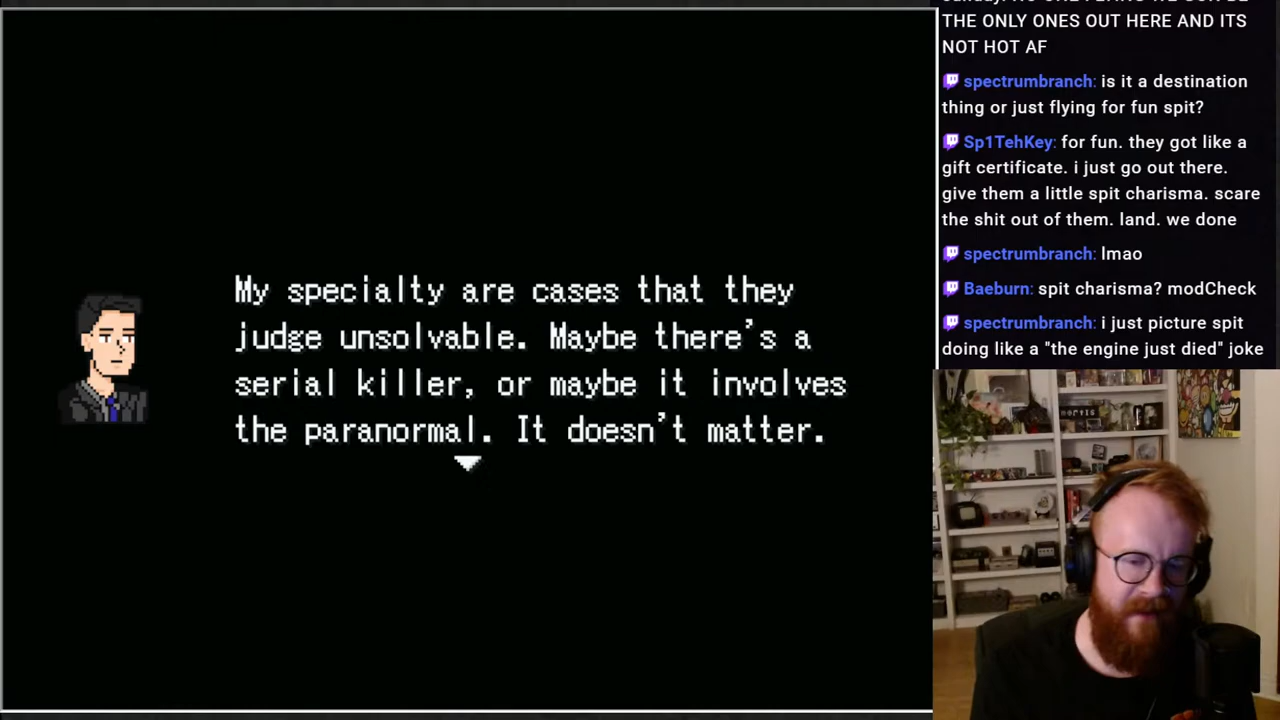 My specialty are cases that they
judge unsolvable. Maybe there's a
serial killer, or maybe it involves
the paranormal. It doesn't matter.
THE ONLY ONES OUT HERE AND ITS
NOT HOT AF
spectrumbranch: is it a destination
thing or just flying for fun spit?
Sp1TehKey: for fun. they got like a
gift certificate. i just go out there.
give them a little spit charisma. scare
the shit out of them. land. we done
spectrumbranch: lmao
Baeburn: spit charisma? modCheck
spectrumbranch: i just picture spit
doing like a "the engine just died" joke